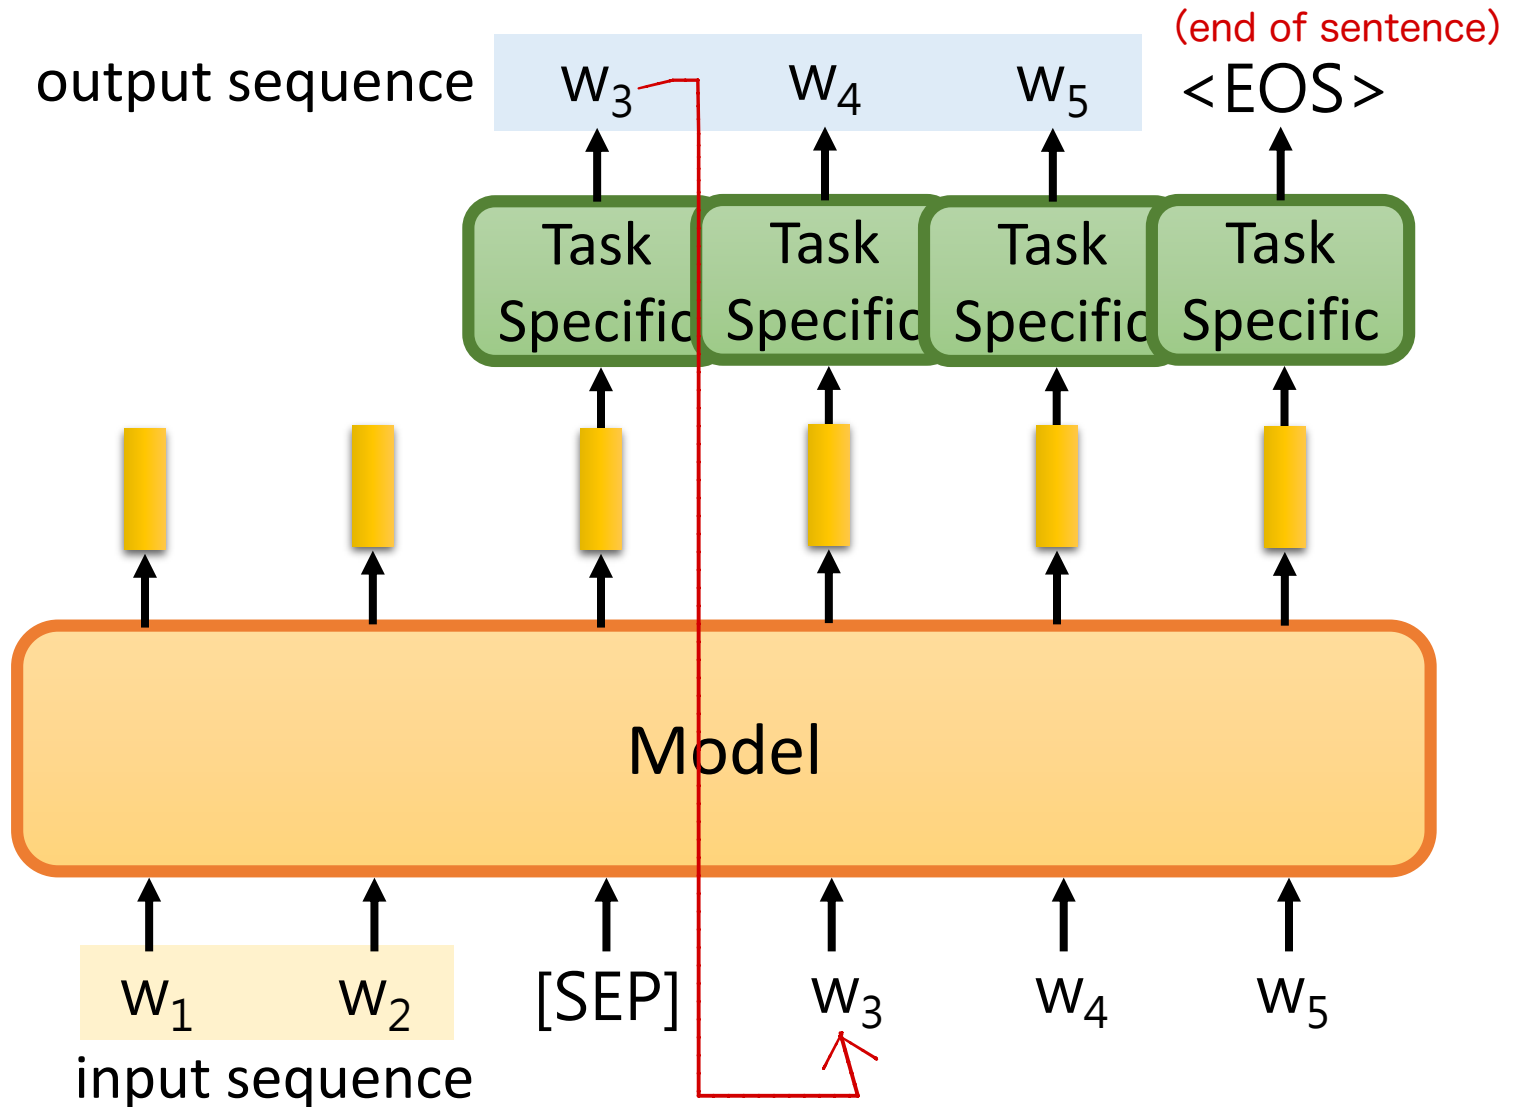 (end of sentence)
output sequence w3 w4 w5 <EOS>
Task Task Task Task
Specific Specific Specific Specific
Model
w1 w2 [SEP] w3 w4 w5
input sequence